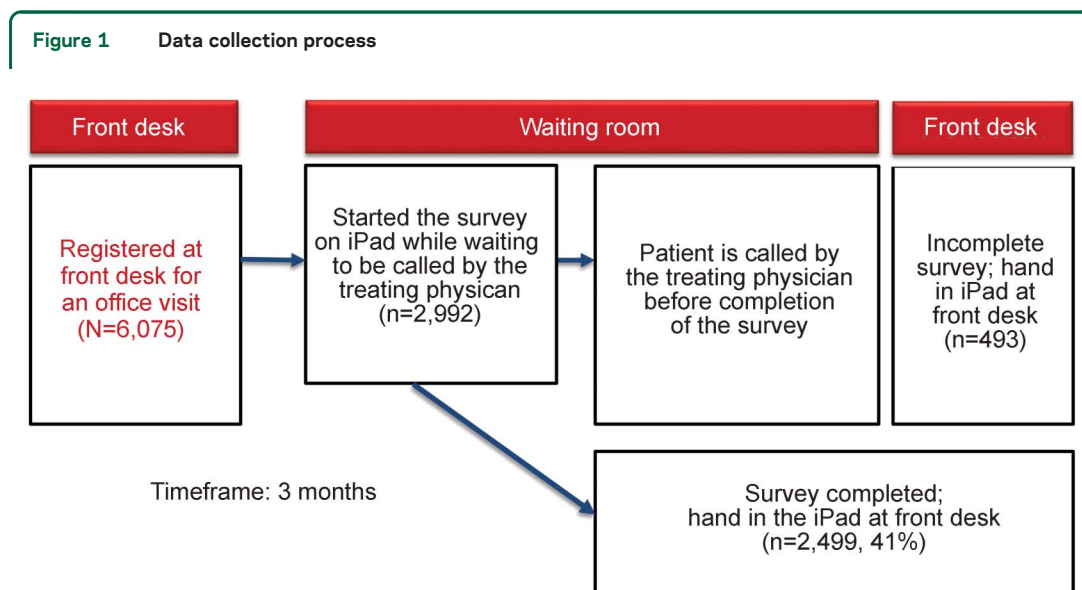 Figure 1 Data collection process
Front desk
Waiting room
Front desk
Registered at
front desk for
an office visit
(N=6,075)
Started the survey
on iPad while waiting
to be called by the
treating physican
(n=2,992)
Patient is called by
the treating physician
before completion
of the survey
Incomplete
survey; hand
in iPad at
front desk
(n=493)
Timeframe: 3 months
Survey completed;
hand in the iPad at front desk
(n=2,499, 41%)